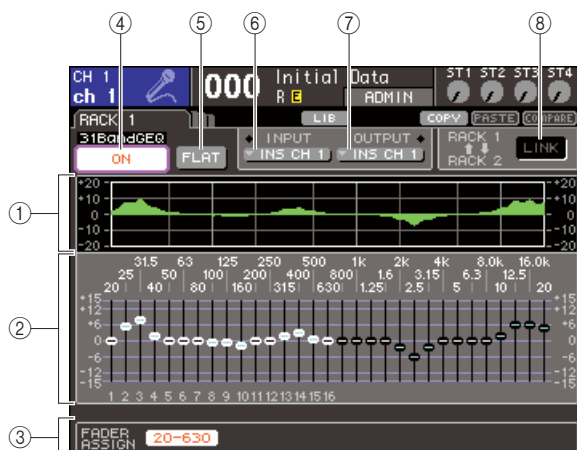 ④ ⑤ ⑥ ⑦ ⑧
CH 1
ch 1
000
Initial Data
R E
ADMIN
ST1 ST2 ST3 ST4
RACK 1
LIB
COPY
PASTE
COMPARE
31BandGEQ
ON
FLAT
INPUT
INS CH 1
OUTPUT
INS CH 1
RACK 1
RACK 2
LINK
①
+20 +20
+10 +10
0 0
-10 -10
-20 -20
②
31.5 63 125 250 500 1k 2k 4k 8.0k 16.0k
25 50 100 200 400 800 1.6 3.15 6.3 12.5
20 40 80 160 315 630 1.25 2.5 5 10 20
+15 +15
+12 +12
+6 +6
0 0
-6 -6
-12 -12
-15 -15
1 2 3 4 5 6 7 8 9 10 11 12 13 14 15 16
③
FADER
ASSIGN
20-630